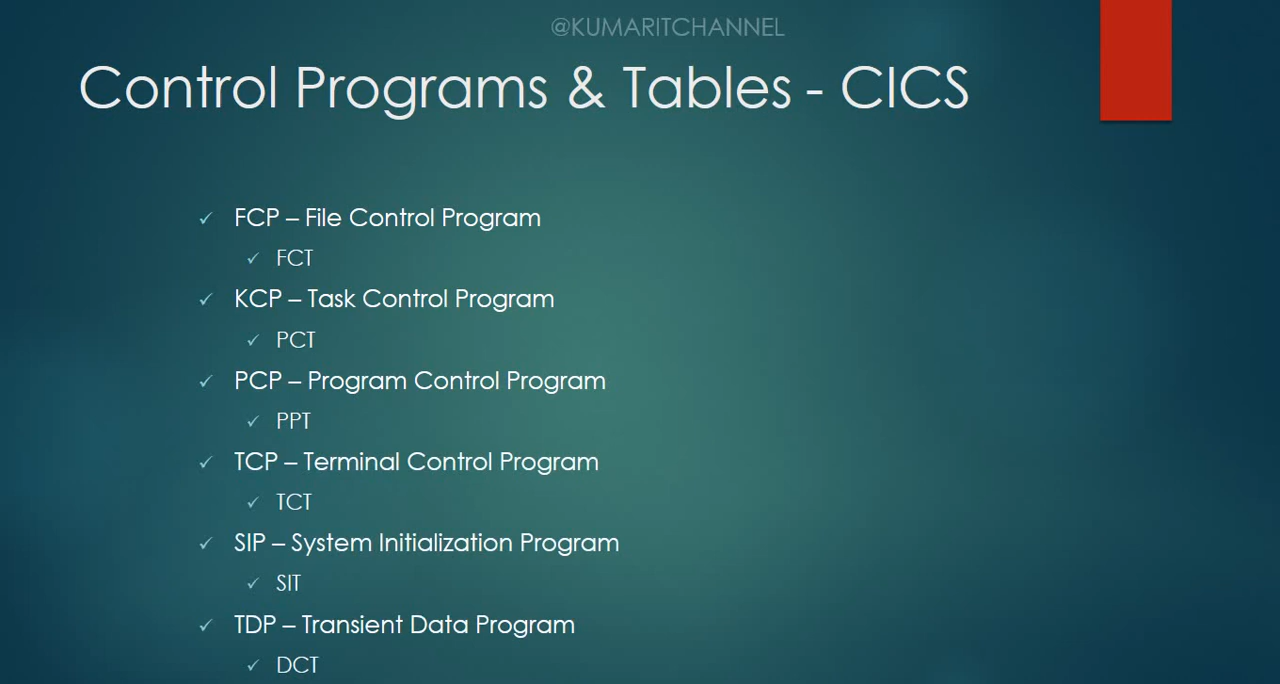 @KUMARITCHANNEL
Control Programs & Tables - CICS
✓ FCP – File Control Program
✓ FCT
✓ KCP – Task Control Program
✓ PCT
✓ PCP – Program Control Program
✓ PPT
✓ TCP – Terminal Control Program
✓ TCT
✓ SIP – System Initialization Program
✓ SIT
✓ TDP – Transient Data Program
✓ DCT